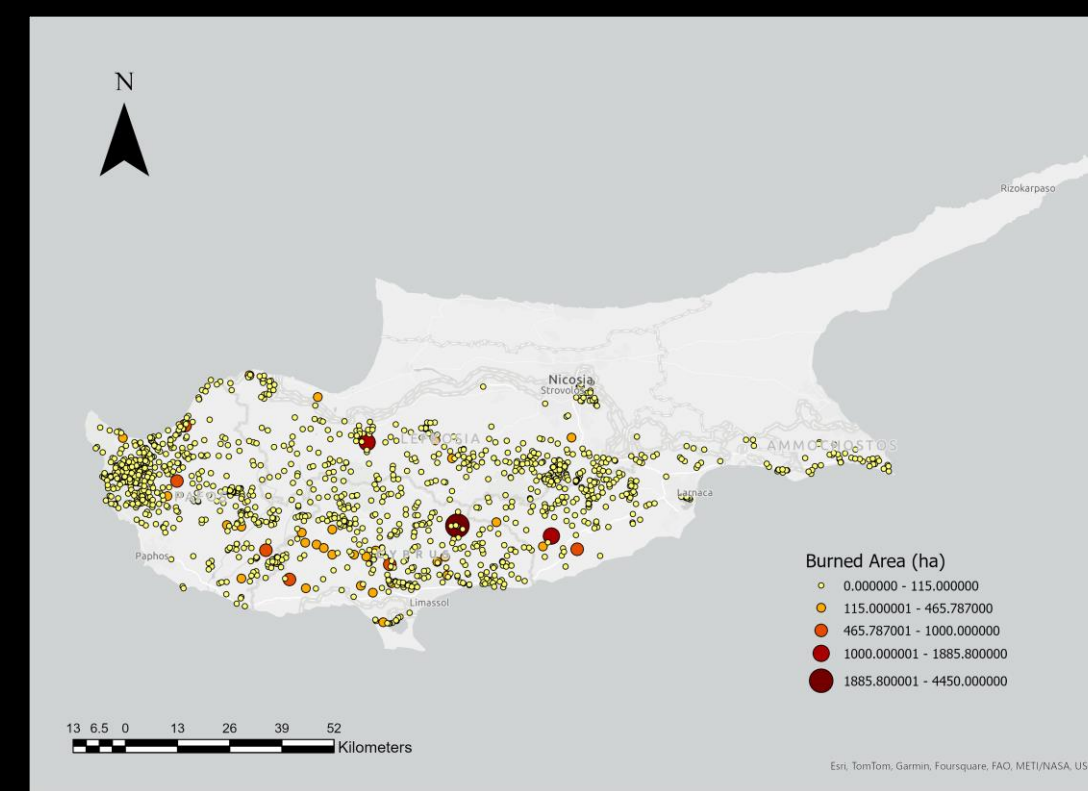 N
Rizokarpaso
Nicosia
Strovolos
LEFKOSIA
AMMOCHOSTOS
Larnaca
PAFOS
CYPRUS
Paphos
Limassol
Burned Area (ha)
0.000000 - 115.000000
115.000001 - 465.787000
465.787001 - 1000.000000
1000.000001 - 1885.800000
1885.800001 - 4450.000000
13 6.5 0 13 26 39 52
Kilometers
Esri, TomTom, Garmin, Foursquare, FAO, METI/NASA, US